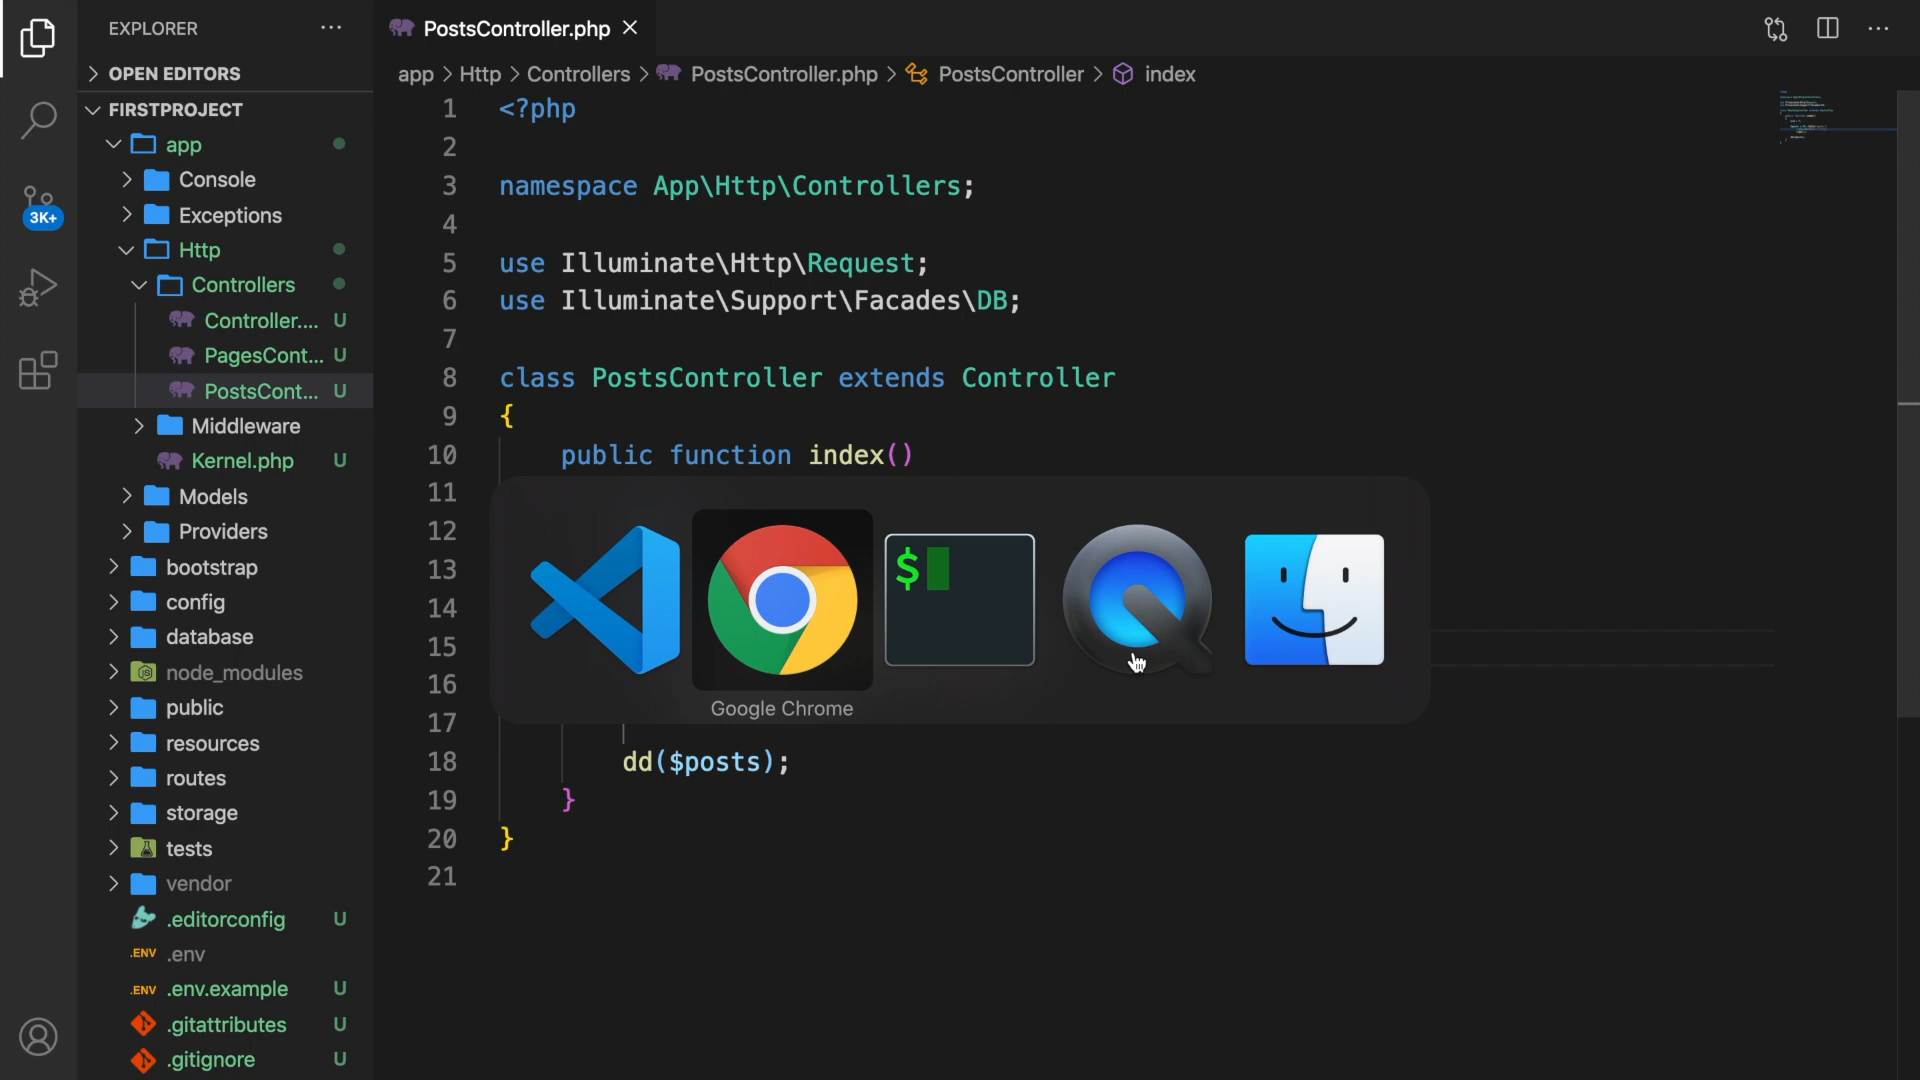 EXPLORER
OPEN EDITORS
FIRSTPROJECT
app
Console
Exceptions
Http
Controllers
Controller.... U
PagesCont... U
PostsCont... U
Middleware
Kernel.php U
Models
Providers
bootstrap
config
database
node_modules
public
resources
routes
storage
tests
vendor
.editorconfig U
.ENV .env
.ENV .env.example U
.gitattributes U
.gitignore U
3K+
PostsController.php
app > Http > Controllers > PostsController.php > PostsController > index
1 <?php
2
3 namespace App\Http\Controllers;
4
5 use Illuminate\Http\Request;
6 use Illuminate\Support\Facades\DB;
7
8 class PostsController extends Controller
9 {
10 public function index()
11
12
13
14
15
16
17
18 dd($posts);
19 }
20 }
21
$
Google Chrome